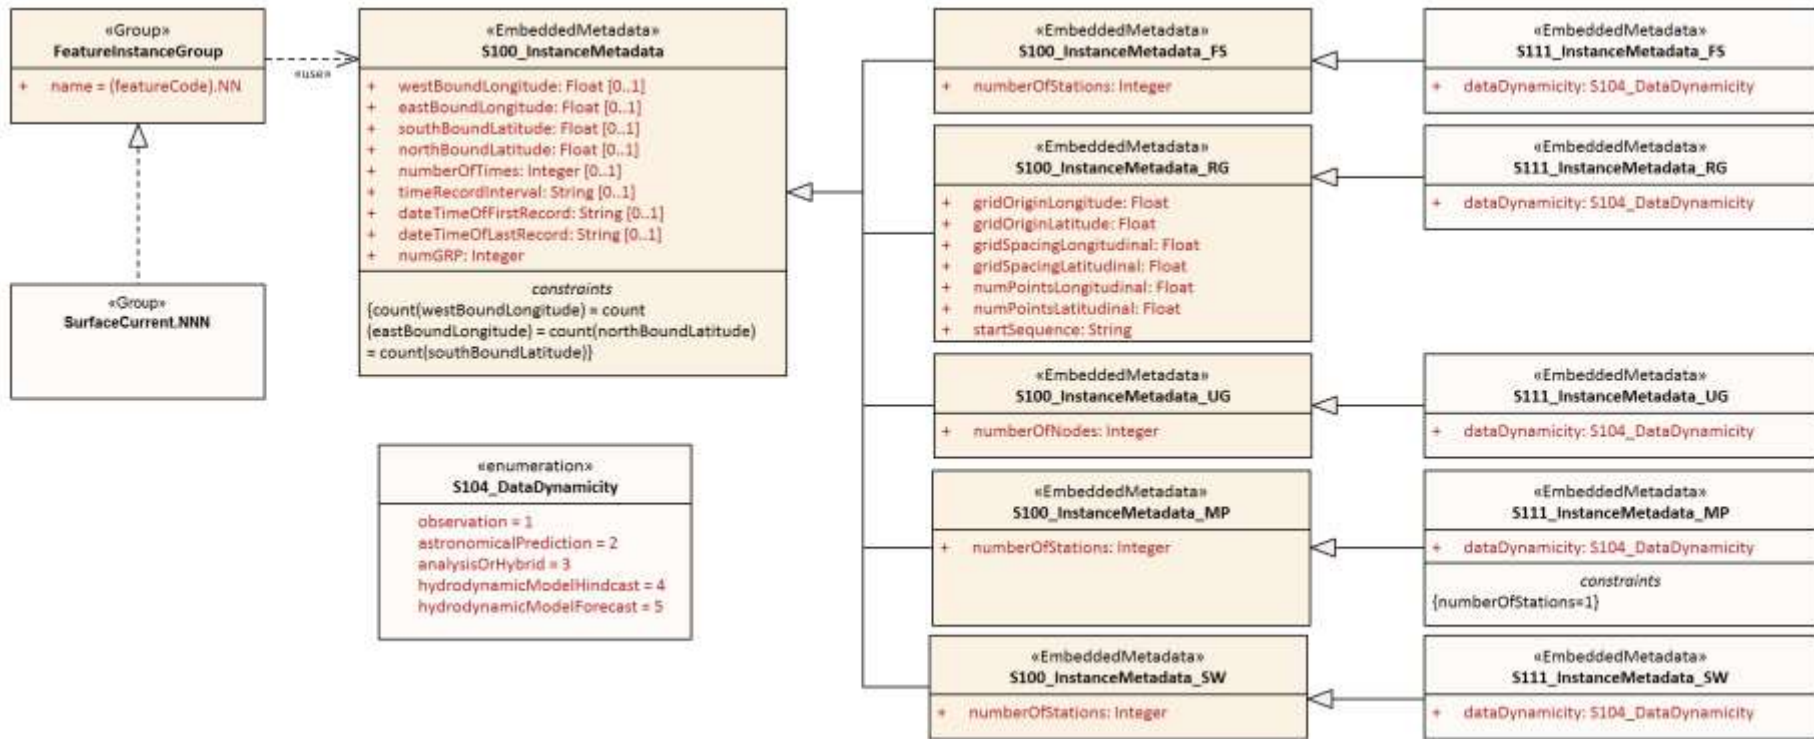 «Group»
FeatureInstanceGroup
+ name = (featureCode).NN
«use»
«Group»
SurfaceCurrent.NNN
«EmbeddedMetadata»
S100_InstanceMetadata
+ westBoundLongitude: Float [0..1]
+ eastBoundLongitude: Float [0..1]
+ southBoundLatitude: Float [0..1]
+ northBoundLatitude: Float [0..1]
+ numberOfTimes: Integer [0..1]
+ timeRecordInterval: String [0..1]
+ dateTimeOfFirstRecord: String [0..1]
+ dateTimeOfLastRecord: String [0..1]
+ numGRP: Integer
constraints
{count(westBoundLongitude) = count
(eastBoundLongitude) = count(northBoundLatitude)
= count(southBoundLatitude)}
«enumeration»
S104_DataDynamicity
observation = 1
astronomicalPrediction = 2
analysisOrHybrid = 3
hydrodynamicModelHindcast = 4
hydrodynamicModelForecast = 5
«EmbeddedMetadata»
S100_InstanceMetadata_FS
+ numberOfStations: Integer
«EmbeddedMetadata»
S100_InstanceMetadata_RG
+ gridOriginLongitude: Float
+ gridOriginLatitude: Float
+ gridSpacingLongitudinal: Float
+ gridSpacingLatitudinal: Float
+ numPointsLongitudinal: Float
+ numPointsLatitudinal: Float
+ startSequence: String
«EmbeddedMetadata»
S100_InstanceMetadata_UG
+ numberOfNodes: Integer
«EmbeddedMetadata»
S100_InstanceMetadata_MP
+ numberOfStations: Integer
«EmbeddedMetadata»
S100_InstanceMetadata_SW
+ numberOfStations: Integer
«EmbeddedMetadata»
S111_InstanceMetadata_FS
+ dataDynamicity: S104_DataDynamicity
«EmbeddedMetadata»
S111_InstanceMetadata_RG
+ dataDynamicity: S104_DataDynamicity
«EmbeddedMetadata»
S111_InstanceMetadata_UG
+ dataDynamicity: S104_DataDynamicity
«EmbeddedMetadata»
S111_InstanceMetadata_MP
+ dataDynamicity: S104_DataDynamicity
constraints
{numberOfStations=1}
«EmbeddedMetadata»
S111_InstanceMetadata_SW
+ dataDynamicity: S104_DataDynamicity